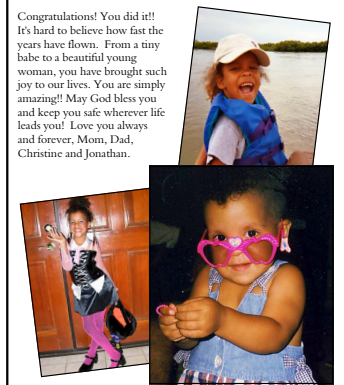 Congratulations! You did it!!
It's hard to believe how fast the
years have flown.  From a tiny
babe to a beautiful young
woman, you have brought such
joy to our lives. You are simply
amazing!! May God bless you
and keep you safe wherever life
leads you!  Love you always
and forever, Mom, Dad,
Christine and Jonathan.